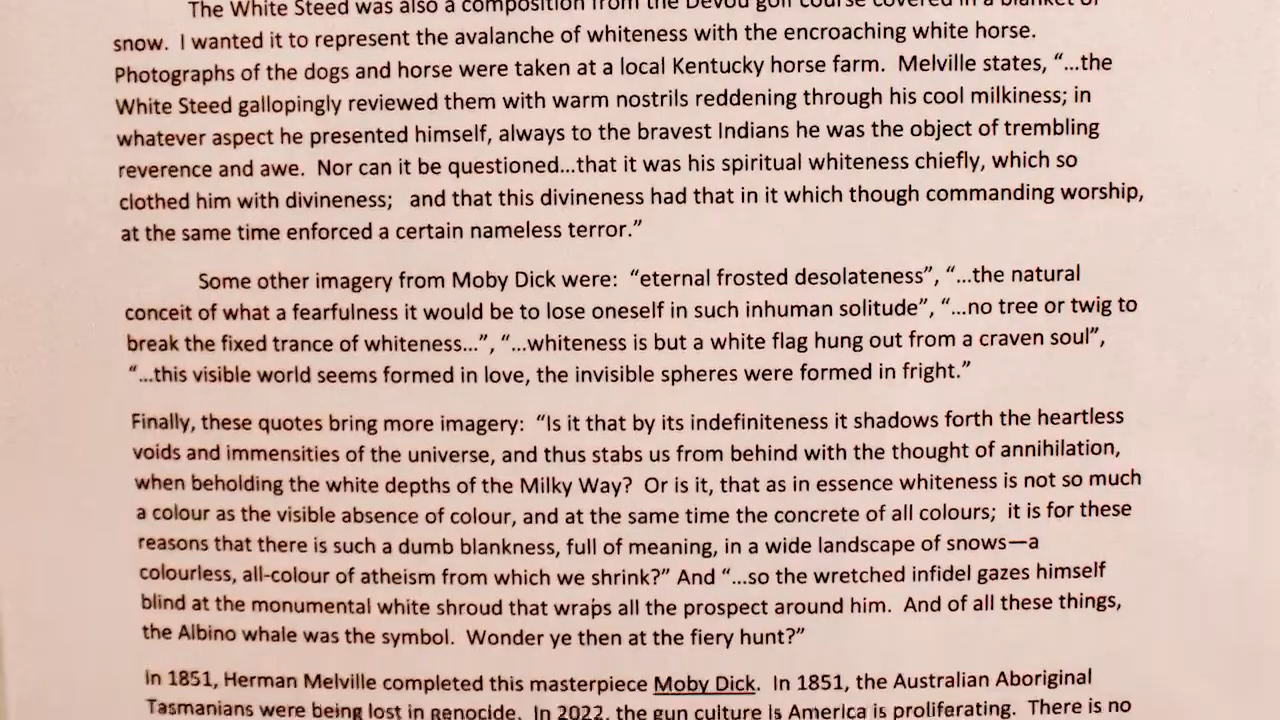 The White Steed was also a composition from the Devou golf course covered in a blanket of
snow.  I wanted it to represent the avalanche of whiteness with the encroaching white horse.
Photographs of the dogs and horse were taken at a local Kentucky horse farm.  Melville states, “...the
White Steed gallopingly reviewed them with warm nostrils reddening through his cool milkiness; in
whatever aspect he presented himself, always to the bravest Indians he was the object of trembling
reverence and awe.  Nor can it be questioned...that it was his spiritual whiteness chiefly, which so
clothed him with divineness;   and that this divineness had that in it which though commanding worship,
at the same time enforced a certain nameless terror.”
Some other imagery from Moby Dick were:  “eternal frosted desolateness”, “...the natural
conceit of what a fearfulness it would be to lose oneself in such inhuman solitude”, “...no tree or twig to
break the fixed trance of whiteness...”, “...whiteness is but a white flag hung out from a craven soul”,
“...this visible world seems formed in love, the invisible spheres were formed in fright.”
Finally, these quotes bring more imagery:  “Is it that by its indefiniteness it shadows forth the heartless
voids and immensities of the universe, and thus stabs us from behind with the thought of annihilation,
when beholding the white depths of the Milky Way?  Or is it, that as in essence whiteness is not so much
a colour as the visible absence of colour, and at the same time the concrete of all colours;  it is for these
reasons that there is such a dumb blankness, full of meaning, in a wide landscape of snows—a
colourless, all-colour of atheism from which we shrink?” And “...so the wretched infidel gazes himself
blind at the monumental white shroud that wraps all the prospect around him.  And of all these things,
the Albino whale was the symbol.  Wonder ye then at the fiery hunt?”
In 1851, Herman Melville completed this masterpiece Moby Dick.  In 1851, the Australian Aboriginal
Tasmanians were being lost in genocide.  In 2022, the gun culture is America is proliferating.  There is no